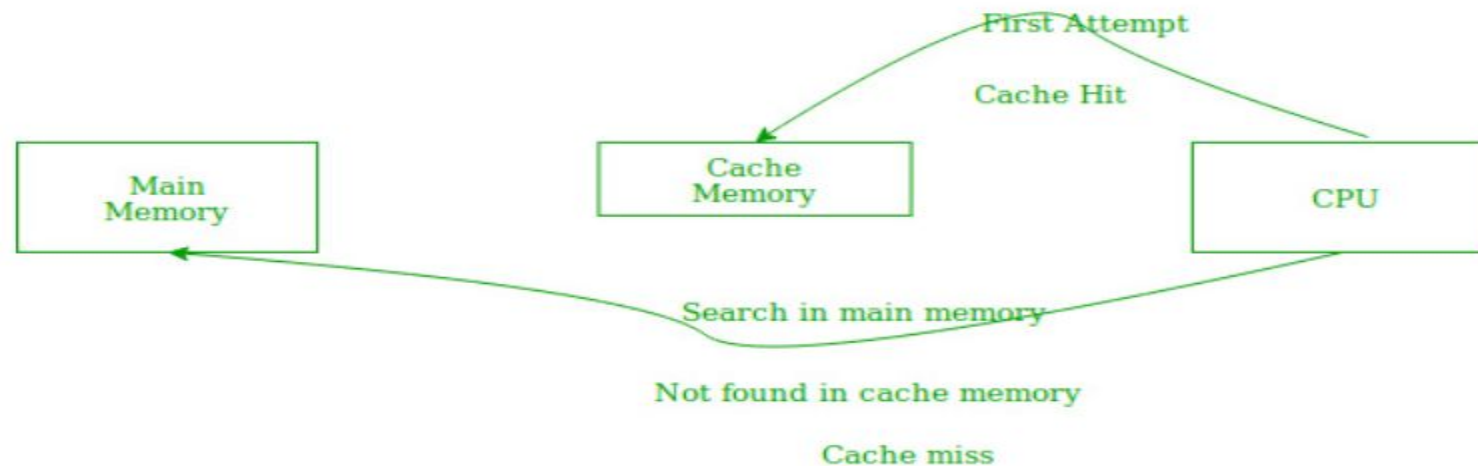 First Attempt
Cache Hit
Main
Memory
Cache
Memory
CPU
Search in main memory
Not found in cache memory
Cache miss